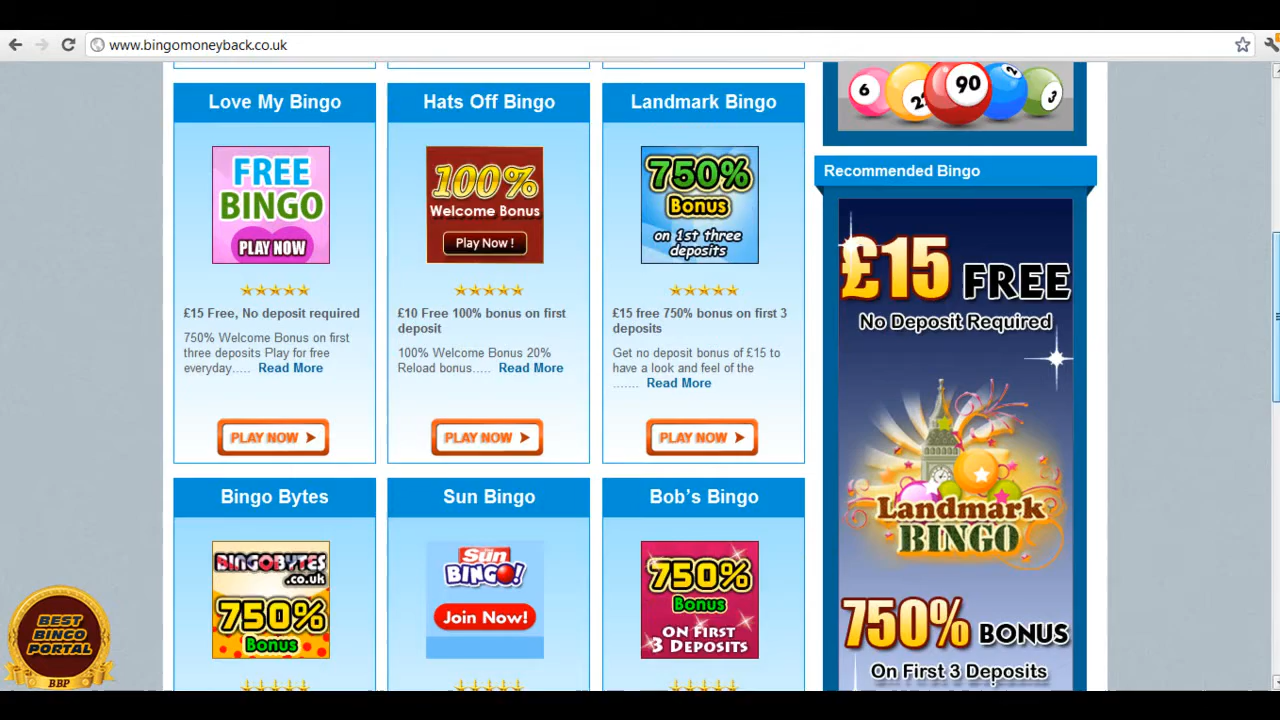 www.bingomoneyback.co.uk
6
90
2
3
Love My Bingo
Hats Off Bingo
Landmark Bingo
Recommended Bingo
FREE
BINGO
PLAY NOW
100%
Welcome Bonus
Play Now !
750%
Bonus
on 1st three
deposits
£15 Free, No deposit required
750% Welcome Bonus on first
three deposits Play for free
everyday..... Read More
£10 Free 100% bonus on first
deposit
100% Welcome Bonus 20%
Reload bonus..... Read More
£15 free 750% bonus on first 3
deposits
Get no deposit bonus of £15 to
have a look and feel of the
....... Read More
PLAY NOW
PLAY NOW
PLAY NOW
£15 FREE
No Deposit Required
Landmark
BINGO
750% BONUS
On First 3 Deposits
Bingo Bytes
Sun Bingo
Bob's Bingo
BINGOBYTES
.co.uk
750%
Bonus
Sun
BINGO!
Join Now!
750%
Bonus
ON FIRST
3 DEPOSITS
BEST
BINGO
PORTAL
BBP